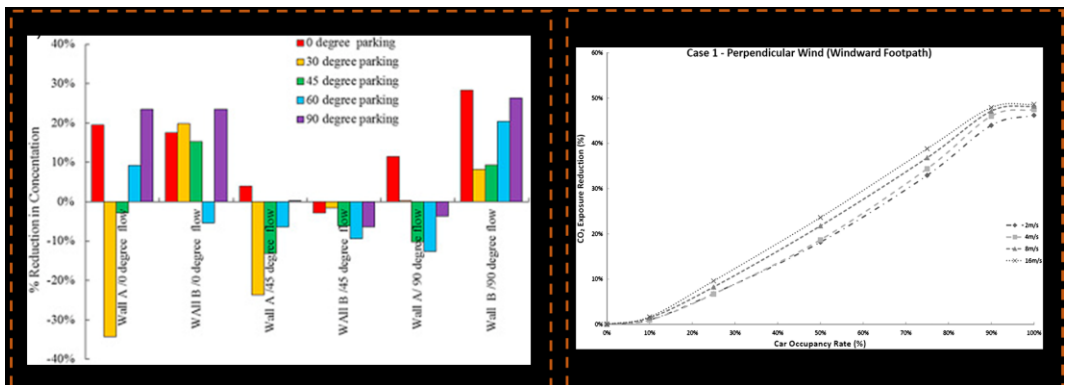 40%
30%
20%
10%
0%
-10%
-20%
-30%
-40%
% Reduction in Concentation
0 degree parking
30 degree parking
45 degree parking
60 degree parking
90 degree parking
Wall A /0 degree flow
WAll B /0 degree flow
Wall A /45 degree flow
WAll B /45 degree flow
Wall A/ 90 degree flow
Wall B /90 degree flow
Case 1 - Perpendicular Wind (Windward Footpath)
60%
50%
40%
30%
20%
10%
0%
CO₂ Exposure Reduction (%)
2m/s
4m/s
8m/s
16m/s
0% 10% 20% 30% 40% 50% 60% 70% 80% 90% 100%
Car Occupancy Rate (%)